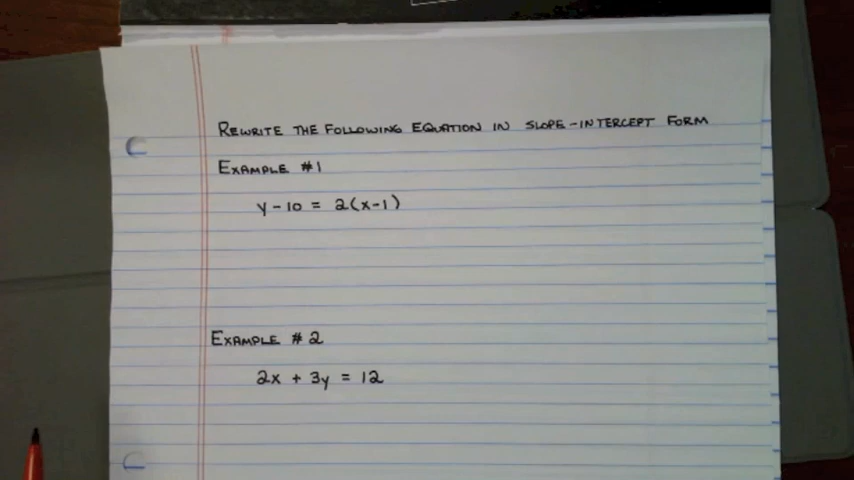 REWRITE THE FOLLOWING EQUATION IN SLOPE-INTERCEPT FORM
EXAMPLE #1
y - 10 = 2(x-1)
EXAMPLE # 2
2x + 3y = 12